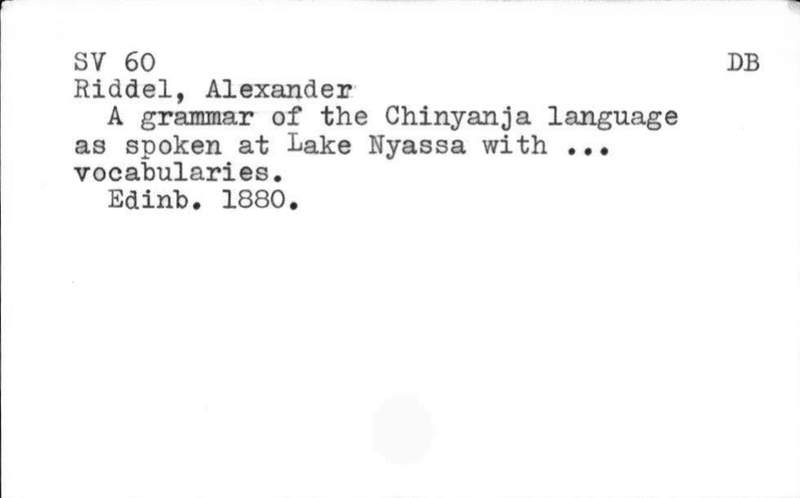 SV 60 DB
Riddel, Alexander
A grammar of the Chinyanja language
as spoken at Lake Nyassa with ...
vocabularies.
Edinb. 1880.